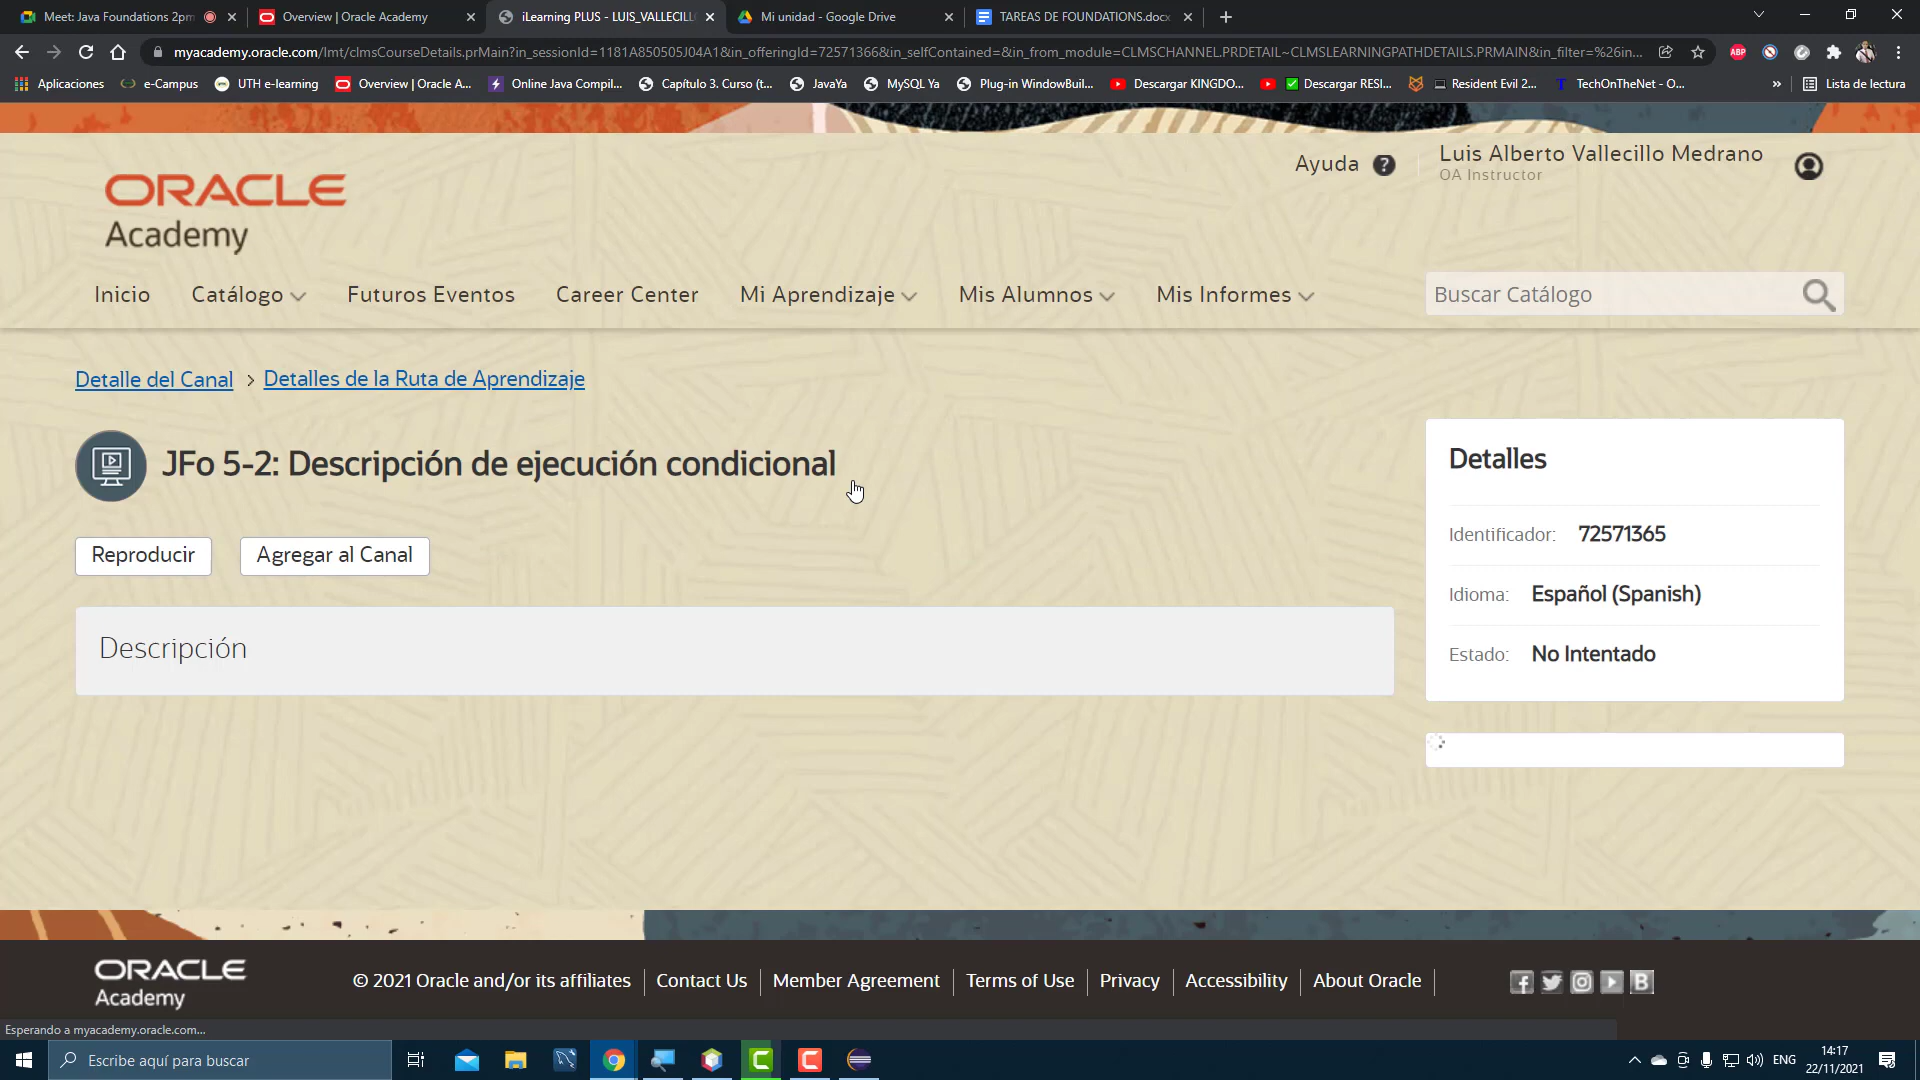 Meet: Java Foundations 2pm
Overview | Oracle Academy
iLearning PLUS - LUIS_VALLECILL
Mi unidad - Google Drive
TAREAS DE FOUNDATIONS.docx
myacademy.oracle.com/lmt/clmsCourseDetails.prMain?in_sessionId=1181A850505J04A1&in_offeringId=72571366&in_selfContained=&in_from_module=CLMSCHANNEL.PRDETAIL~CLMSLEARNINGPATHDETAILS.PRMAIN&in_filter=%26in...
ABP
Aplicaciones
e-Campus
UTH e-learning
Overview | Oracle A...
Online Java Compil...
Capítulo 3. Curso (t...
JavaYa
MySQL Ya
Plug-in WindowBuil...
Descargar KINGDO...
Descargar RESI...
Resident Evil 2...
TechOnTheNet - O...
»
Lista de lectura
ORACLE
Academy
Ayuda ?
Luis Alberto Vallecillo Medrano
OA Instructor
Inicio
Catálogo
Futuros Eventos
Career Center
Mi Aprendizaje
Mis Alumnos
Mis Informes
Buscar Catálogo
Detalle del Canal > Detalles de la Ruta de Aprendizaje
JFo 5-2: Descripción de ejecución condicional
Reproducir
Agregar al Canal
Descripción
Detalles
Identificador: 72571365
Idioma: Español (Spanish)
Estado: No Intentado
ORACLE
Academy
© 2021 Oracle and/or its affiliates
Contact Us
Member Agreement
Terms of Use
Privacy
Accessibility
About Oracle
Esperando a myacademy.oracle.com...
Escribe aquí para buscar
ENG
14:17
22/11/2021